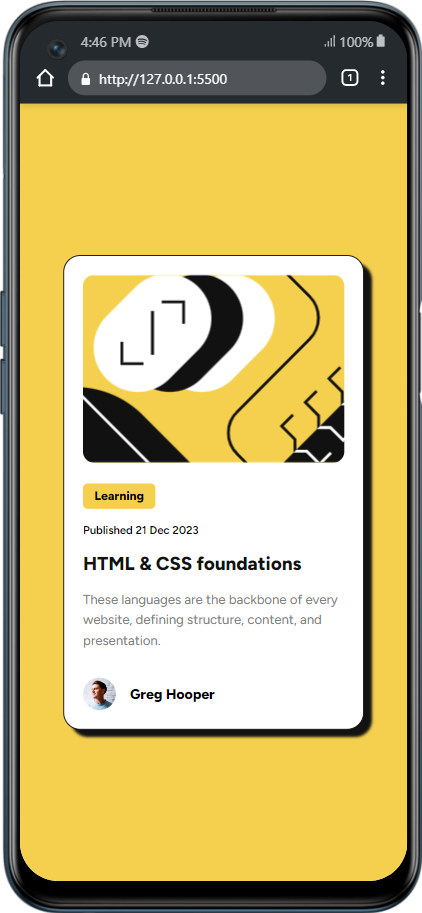 4:46 PM
100%
http://127.0.0.1:5500
1
Learning
Published 21 Dec 2023
HTML & CSS foundations
These languages are the backbone of every
website, defining structure, content, and
presentation.
Greg Hooper